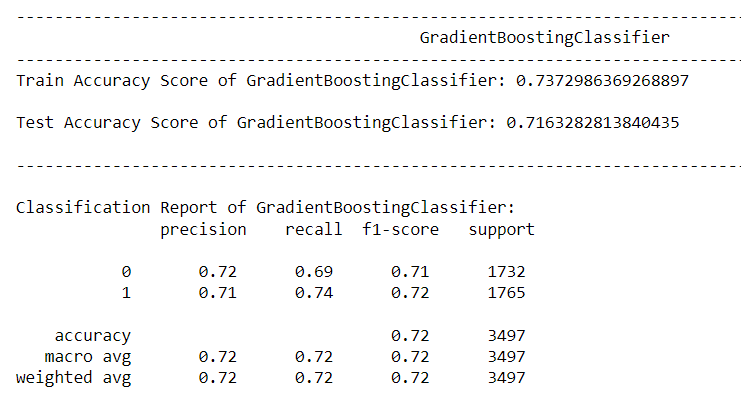 GradientBoostingClassifier
Train Accuracy Score of GradientBoostingClassifier: 0.7372986369268897
Test Accuracy Score of GradientBoostingClassifier: 0.7163282813840435
Classification Report of GradientBoostingClassifier:
precision recall f1-score support
0 0.72 0.69 0.71 1732
1 0.71 0.74 0.72 1765
accuracy 0.72 3497
macro avg 0.72 0.72 0.72 3497
weighted avg 0.72 0.72 0.72 3497